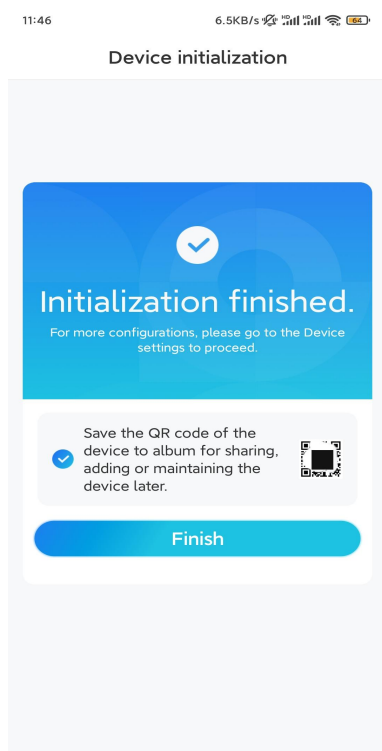 11:46
6.5KB/s HD HD 64
Device initialization
Initialization finished.
For more configurations, please go to the Device
settings to proceed.
Save the QR code of the
device to album for sharing,
adding or maintaining the
device later.
Finish